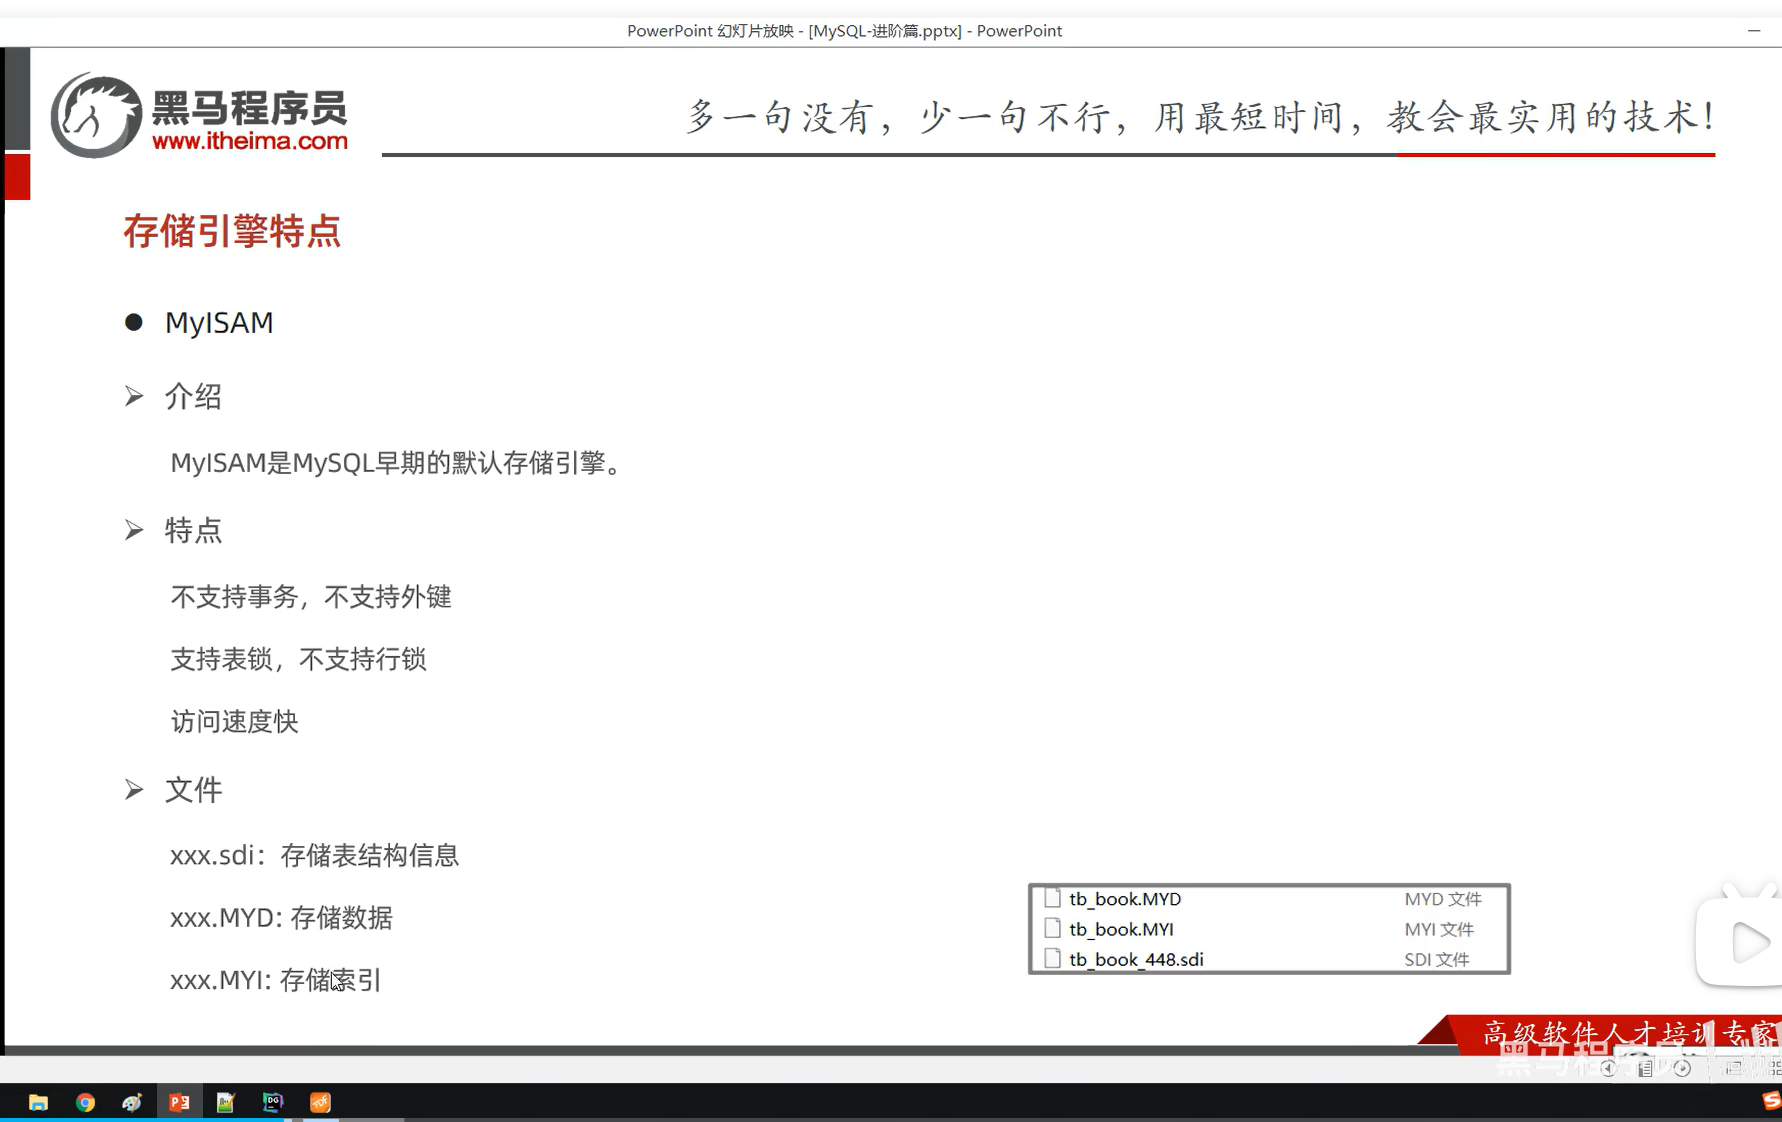 PowerPoint 幻灯片放映 - [MySQL-进阶篇.pptx] - PowerPoint
黑马程序员
www.itheima.com
多一句没有，少一句不行，用最短时间，教会最实用的技术！
存储引擎特点
MyISAM
介绍
MyISAM是MySQL早期的默认存储引擎。
特点
不支持事务，不支持外键
支持表锁，不支持行锁
访问速度快
文件
xxx.sdi：存储表结构信息
xxx.MYD: 存储数据
xxx.MYI: 存储索引
tb_book.MYD MYD 文件
tb_book.MYI MYI 文件
tb_book_448.sdi SDI 文件
高级软件人才培训专家
黑马程序员